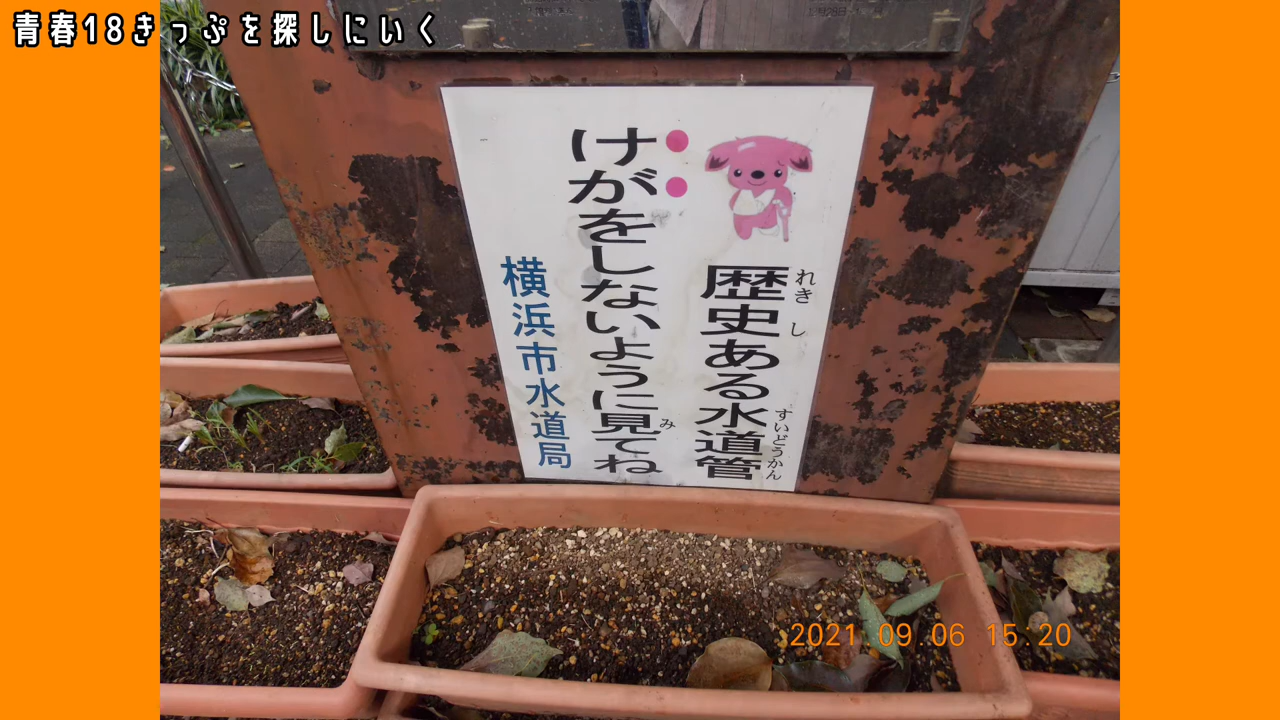 青春18きっぷを探しにいく
歴史ある水道管
れきし
すいどうかん
けがをしないように見てね
み
横浜市水道局
2021.09.06 15:20